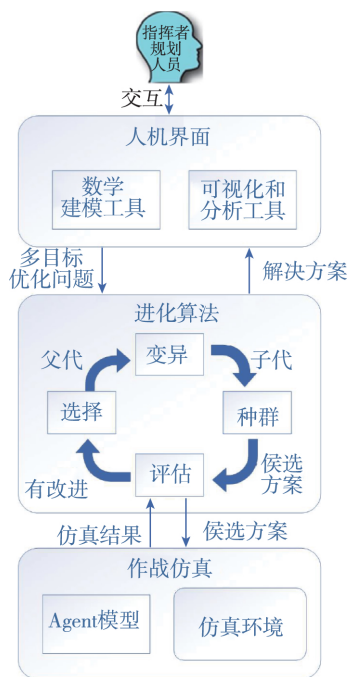 指挥者
规划
人员
交互
人机界面
数学
建模工具
可视化和
分析工具
多目标
优化问题
解决方案
进化算法
父代
变异
子代
选择
种群
有改进
评估
侯选
方案
仿真结果
侯选方案
作战仿真
Agent模型
仿真环境